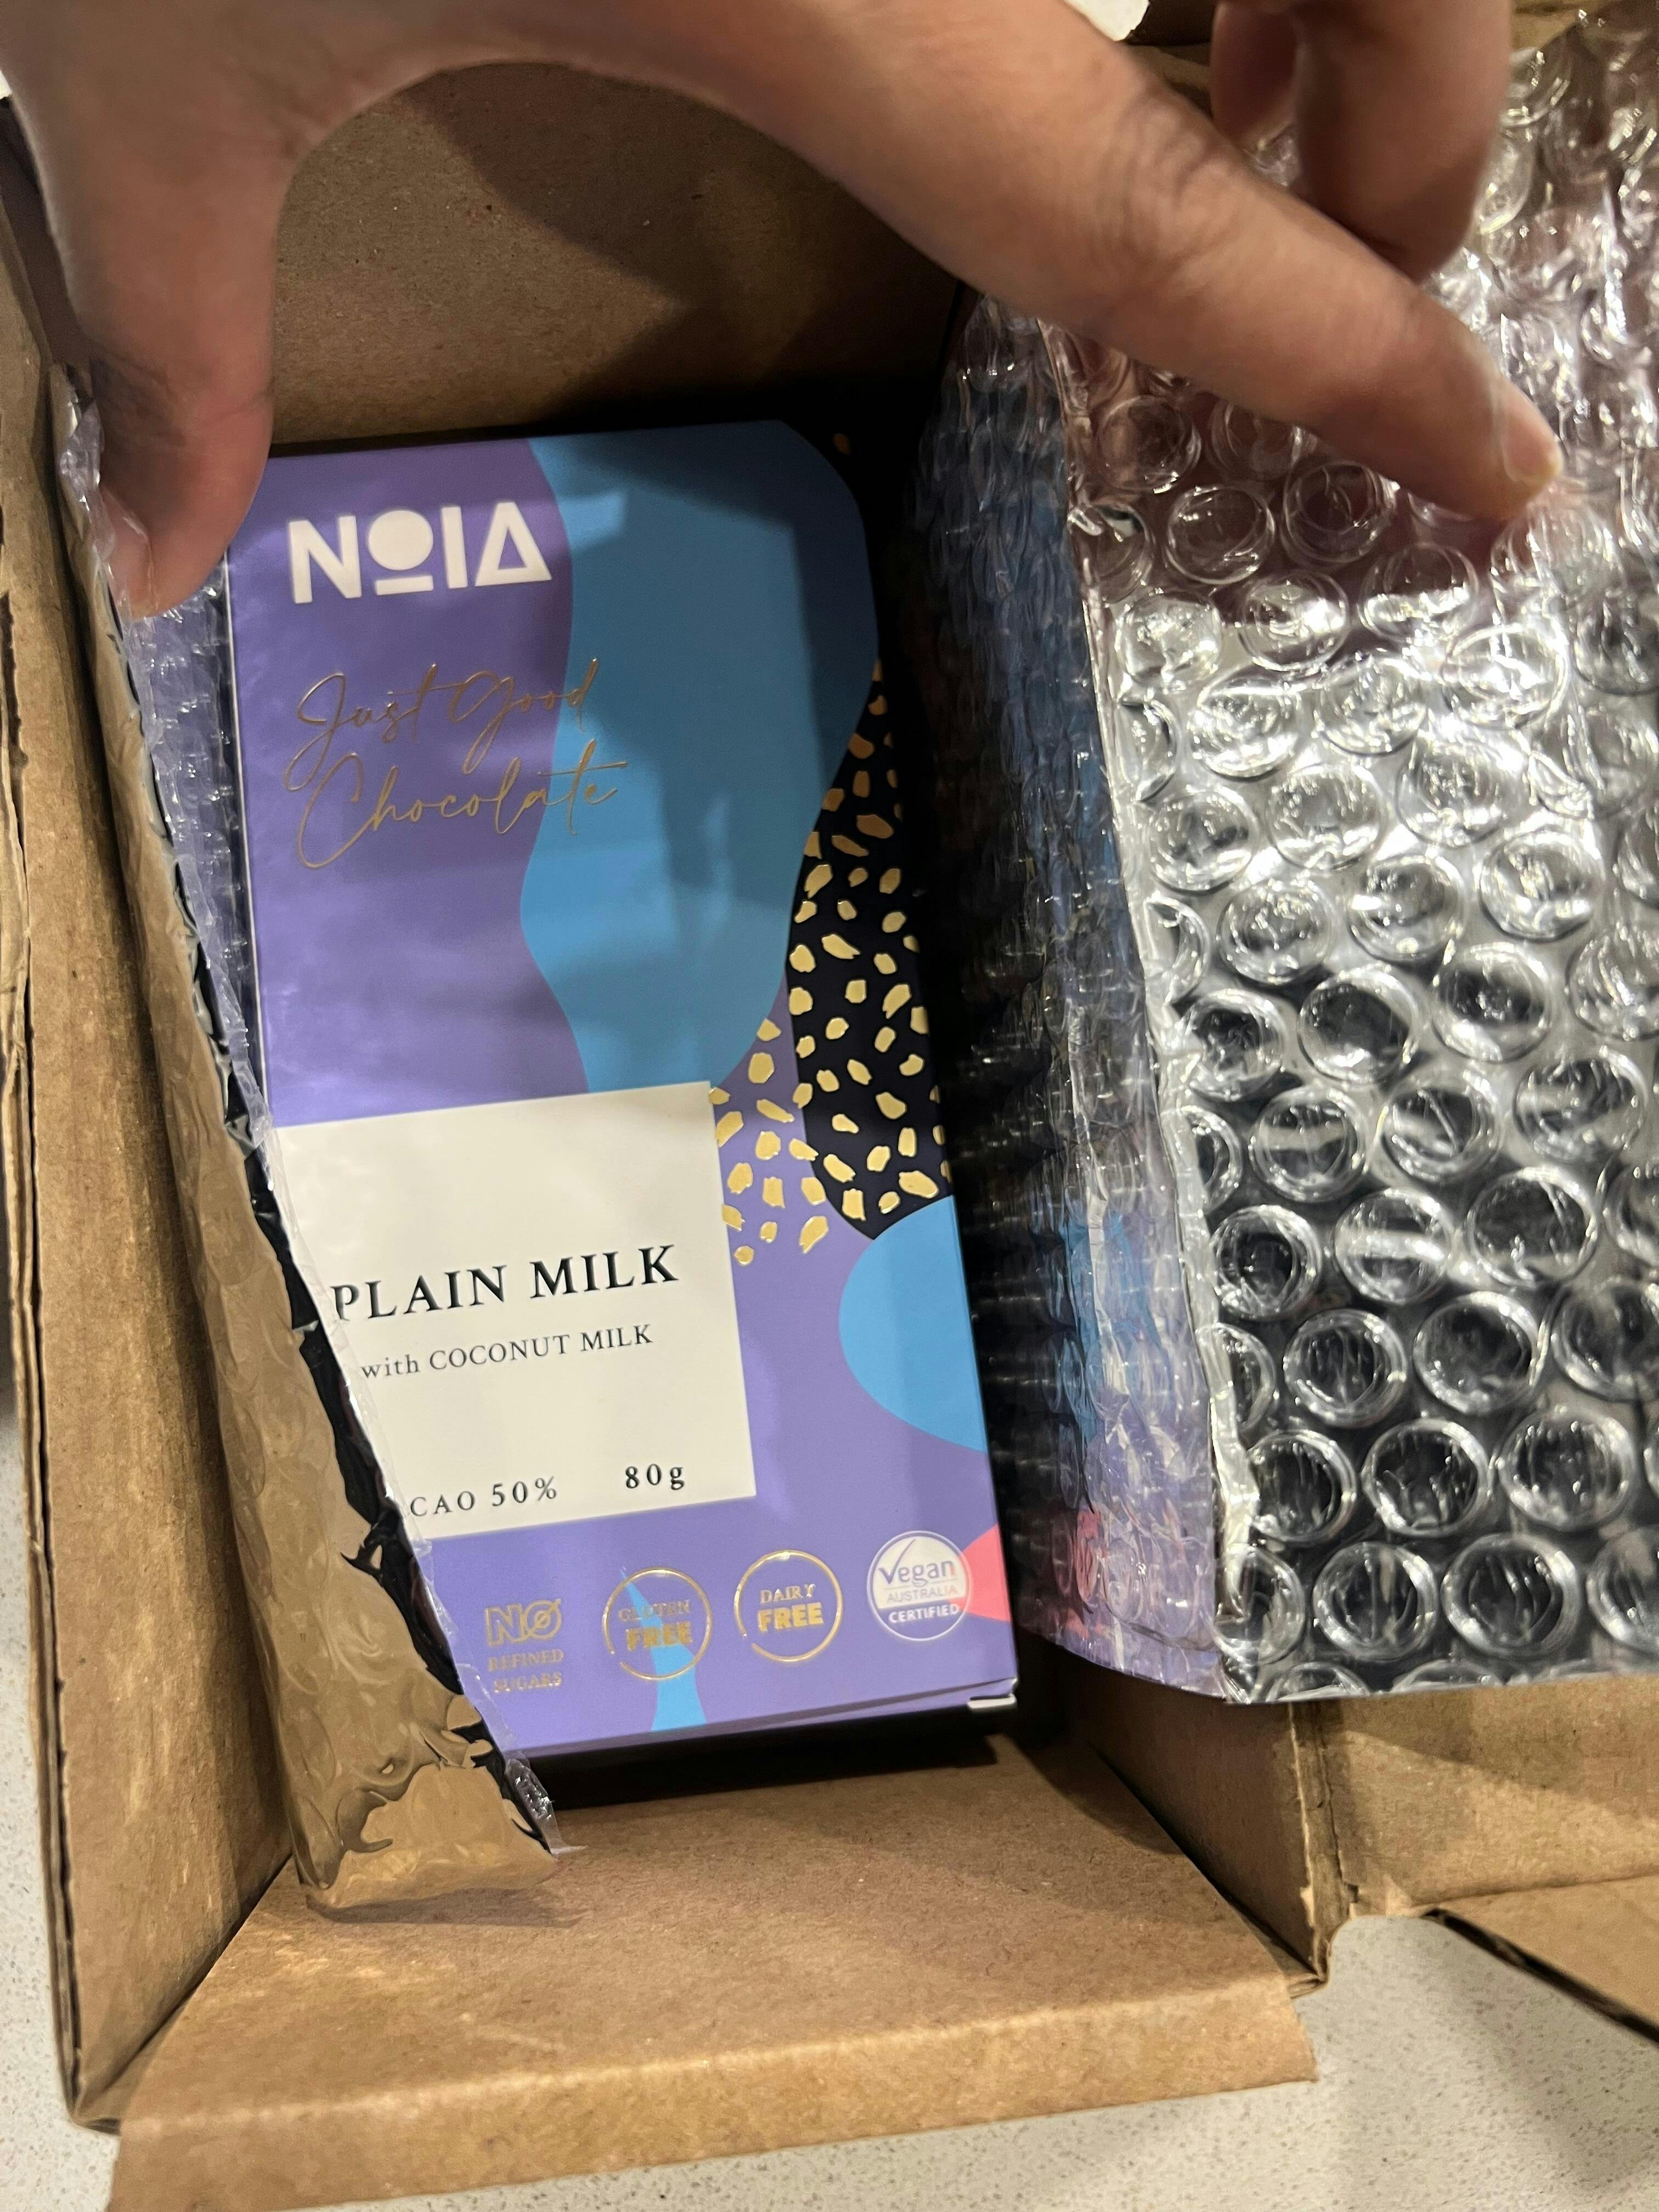 NOIA
Just Good
Chocolate
PLAIN MILK
with COCONUT MILK
CAO 50% 80g
NO
REFINED
SUGARS
GLUTEN
FREE
DAIRY
FREE
Vegan
AUSTRALIA
CERTIFIED